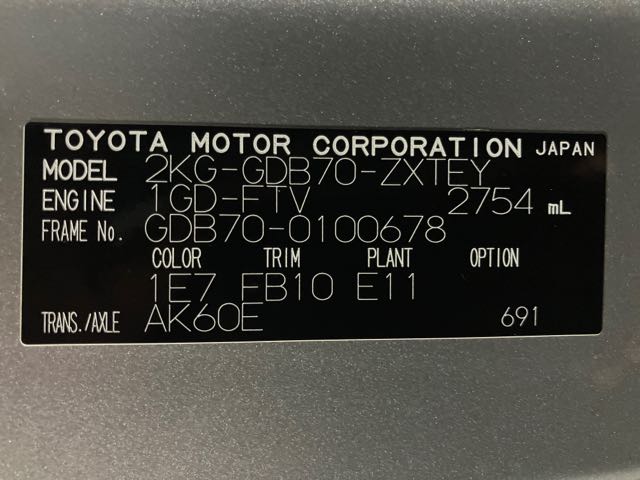 TOYOTA MOTOR CORPORATION JAPAN
MODEL 2KG-GDB70-ZXTEY
ENGINE 1GD-FTV 2754 mL
FRAME No. GDB70-0100678
COLOR TRIM PLANT OPTION
1E7 FB10 E11
TRANS./AXLE AK60E 691